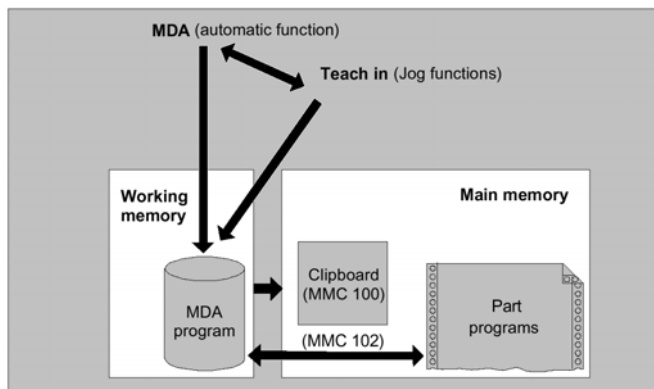 MDA (automatic function)
Teach in (Jog functions)
Working
memory
Main memory
MDA
program
Clipboard
(MMC 100)
(MMC 102)
Part
programs